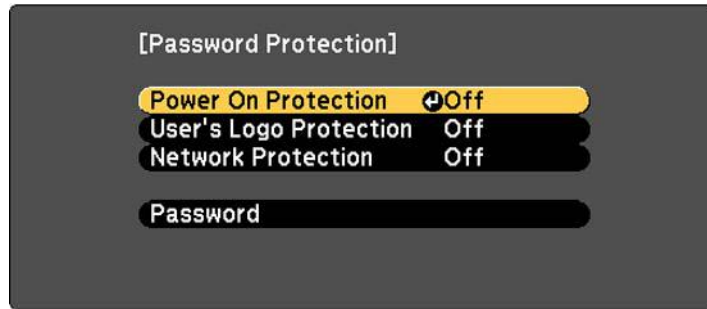 [Password Protection]
Power On Protection Off
User's Logo Protection Off
Network Protection Off
Password